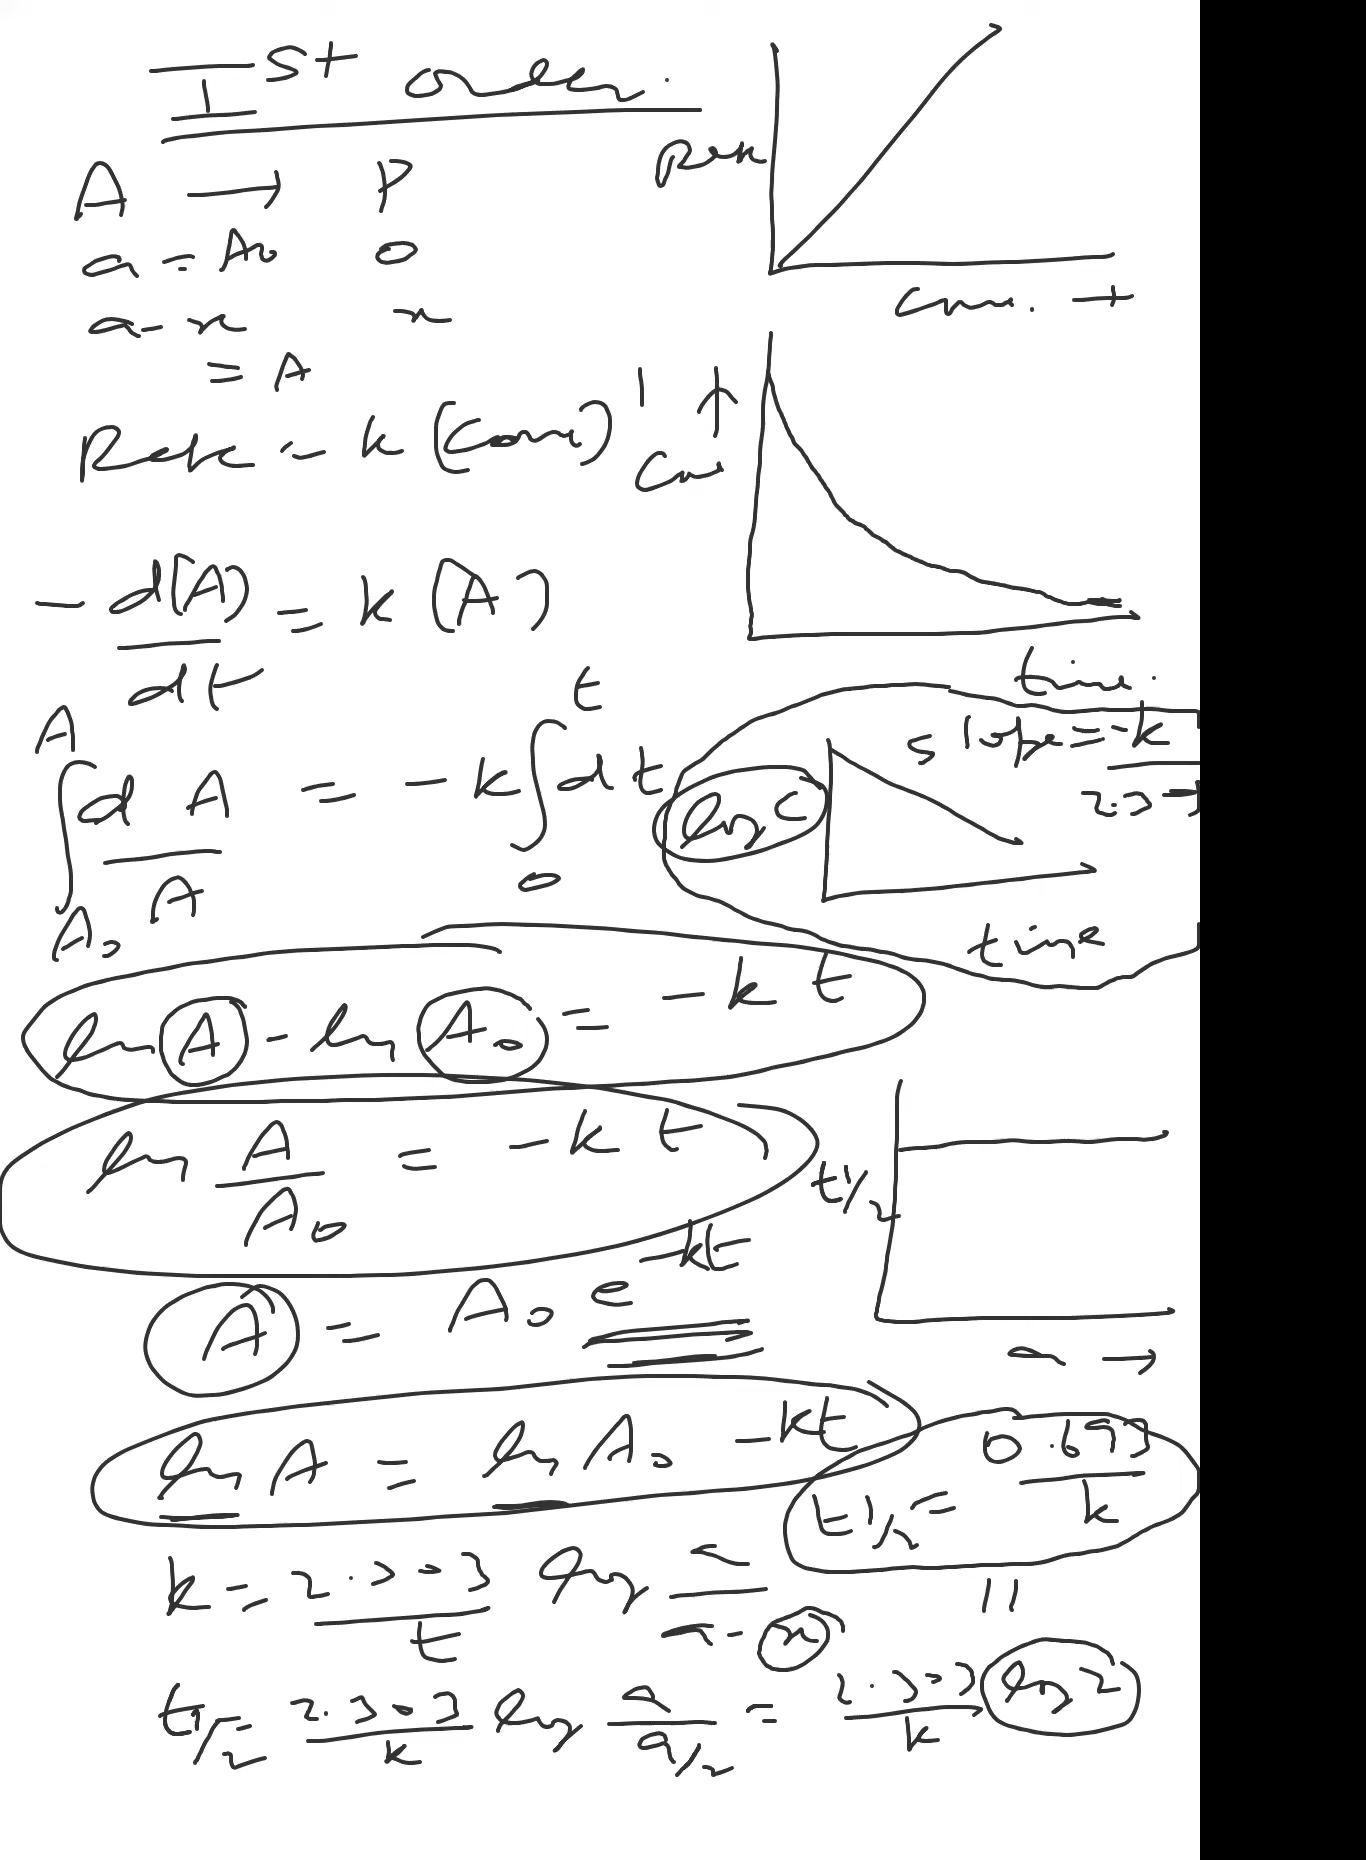 Ist order.
A → P
a = A₀ 0
a - x x
= A
Rate = k (Conc)¹
- d(A)/dt = k (A)
∫ A₀ A dA/A = - k ∫ 0 t dt
ln A - ln A₀ = - k t
ln A/A₀ = - k t
A = A₀ e^-kt
ln A = ln A₀ - kt
k = 2.303/t log a/a-x
t1/2 = 2.303/k log a/a/2 = 2.303/k log 2
Rate
Conc. →
Conc ↑
time.
slope = -k/2.303
log C
time
t1/2
a →
t1/2 = 0.693/k
||